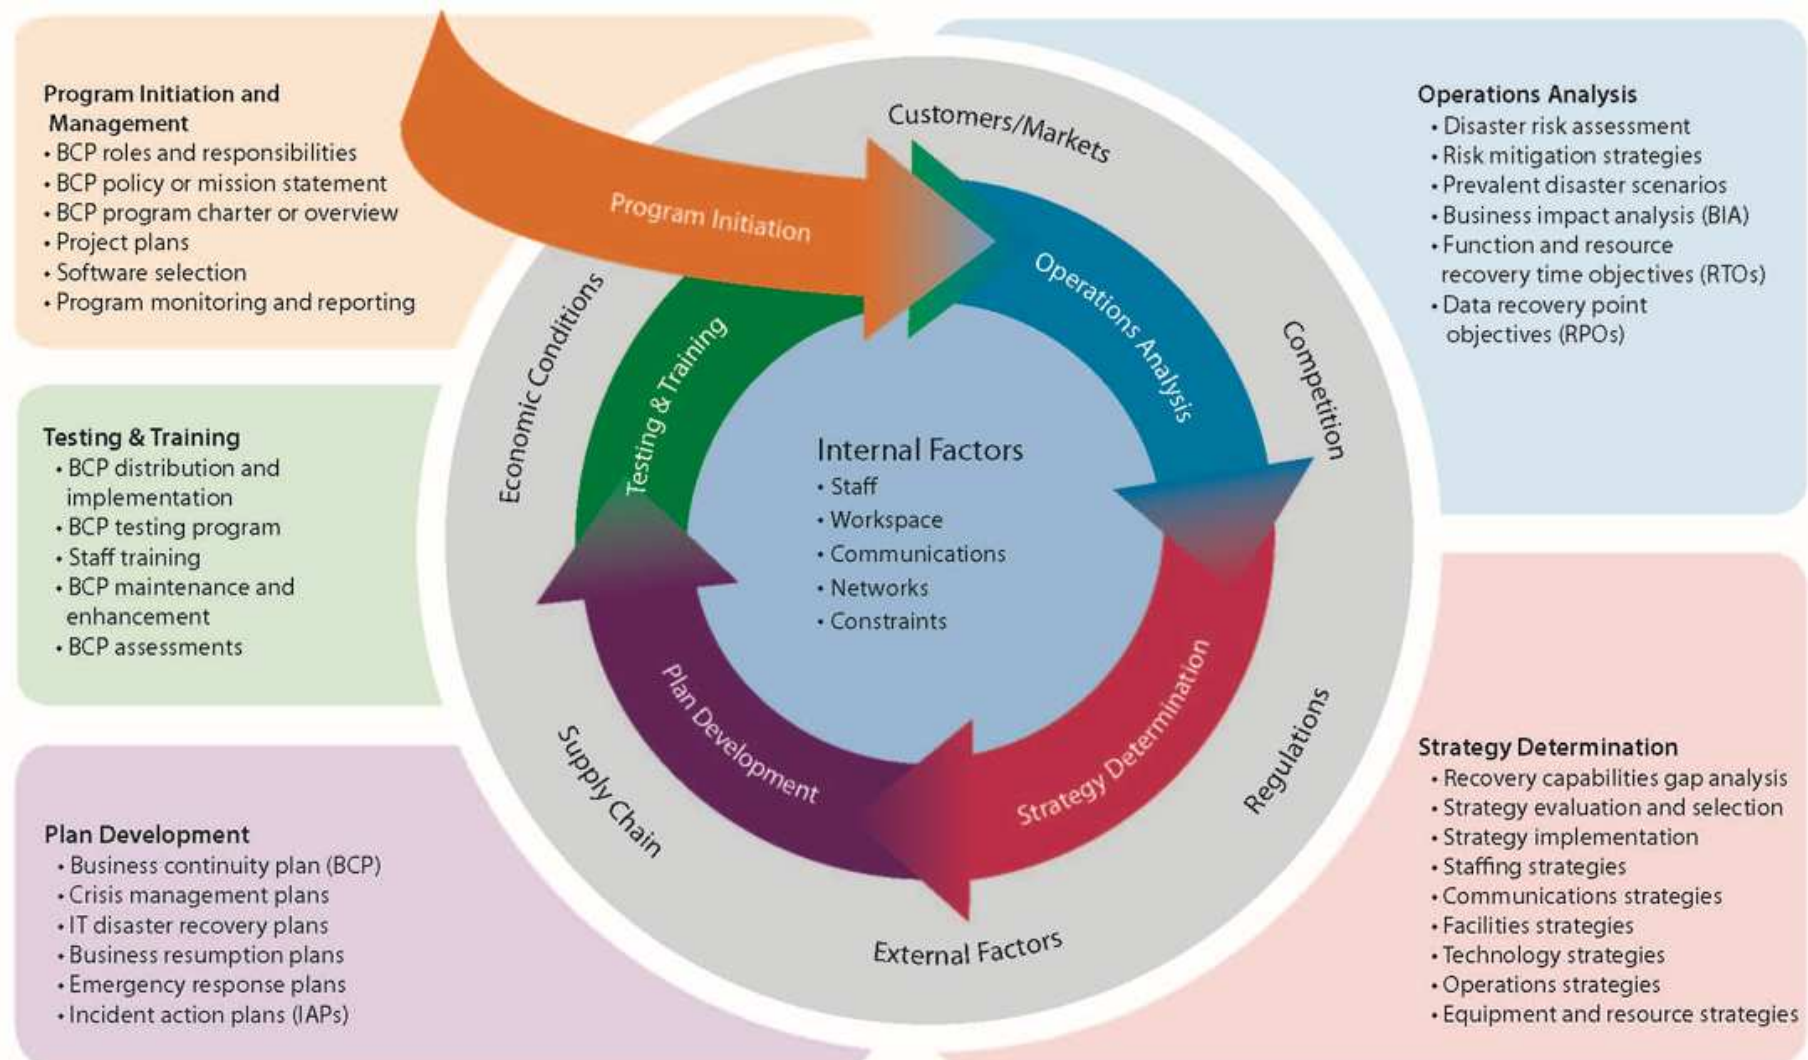 Program Initiation and
Management
• BCP roles and responsibilities
• BCP policy or mission statement
• BCP program charter or overview
• Project plans
• Software selection
• Program monitoring and reporting
Testing & Training
• BCP distribution and
implementation
• BCP testing program
• Staff training
• BCP maintenance and
enhancement
• BCP assessments
Plan Development
• Business continuity plan (BCP)
• Crisis management plans
• IT disaster recovery plans
• Business resumption plans
• Emergency response plans
• Incident action plans (IAPs)
Program Initiation
Operations Analysis
Strategy Determination
Plan Development
Testing & Training
Customers/Markets
Competition
Regulations
External Factors
Supply Chain
Economic Conditions
Internal Factors
• Staff
• Workspace
• Communications
• Networks
• Constraints
Operations Analysis
• Disaster risk assessment
• Risk mitigation strategies
• Prevalent disaster scenarios
• Business impact analysis (BIA)
• Function and resource
recovery time objectives (RTOs)
• Data recovery point
objectives (RPOs)
Strategy Determination
• Recovery capabilities gap analysis
• Strategy evaluation and selection
• Strategy implementation
• Staffing strategies
• Communications strategies
• Facilities strategies
• Technology strategies
• Operations strategies
• Equipment and resource strategies